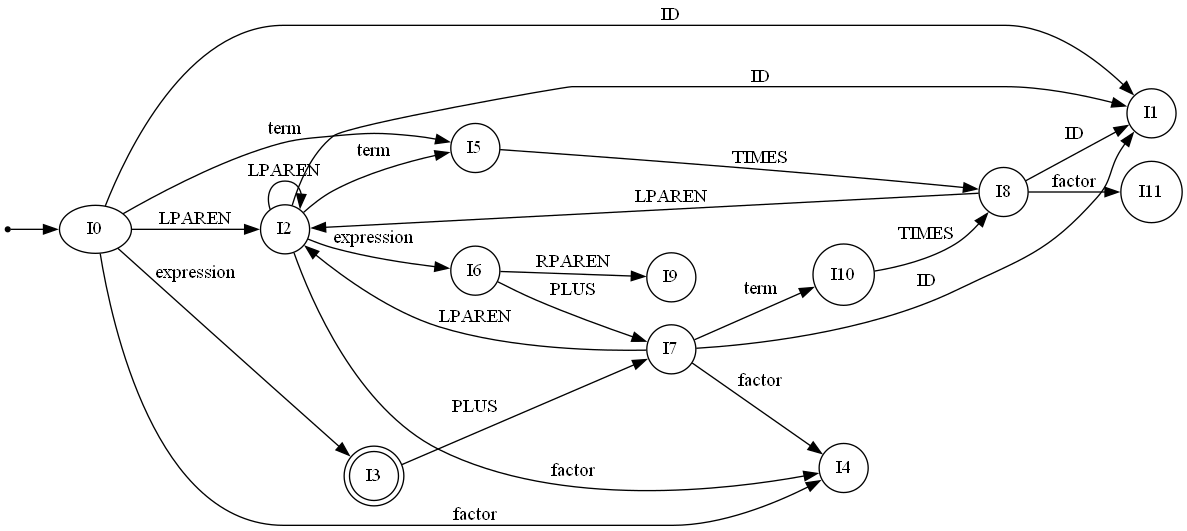 ID
ID
term
I1
term
I5
LPAREN
TIMES
ID
factor
I8
I11
LPAREN
LPAREN
I0
I2
expression
TIMES
RPAREN
expression
I6
I9
I10
PLUS
term
ID
LPAREN
I7
factor
PLUS
factor
I3
I4
factor